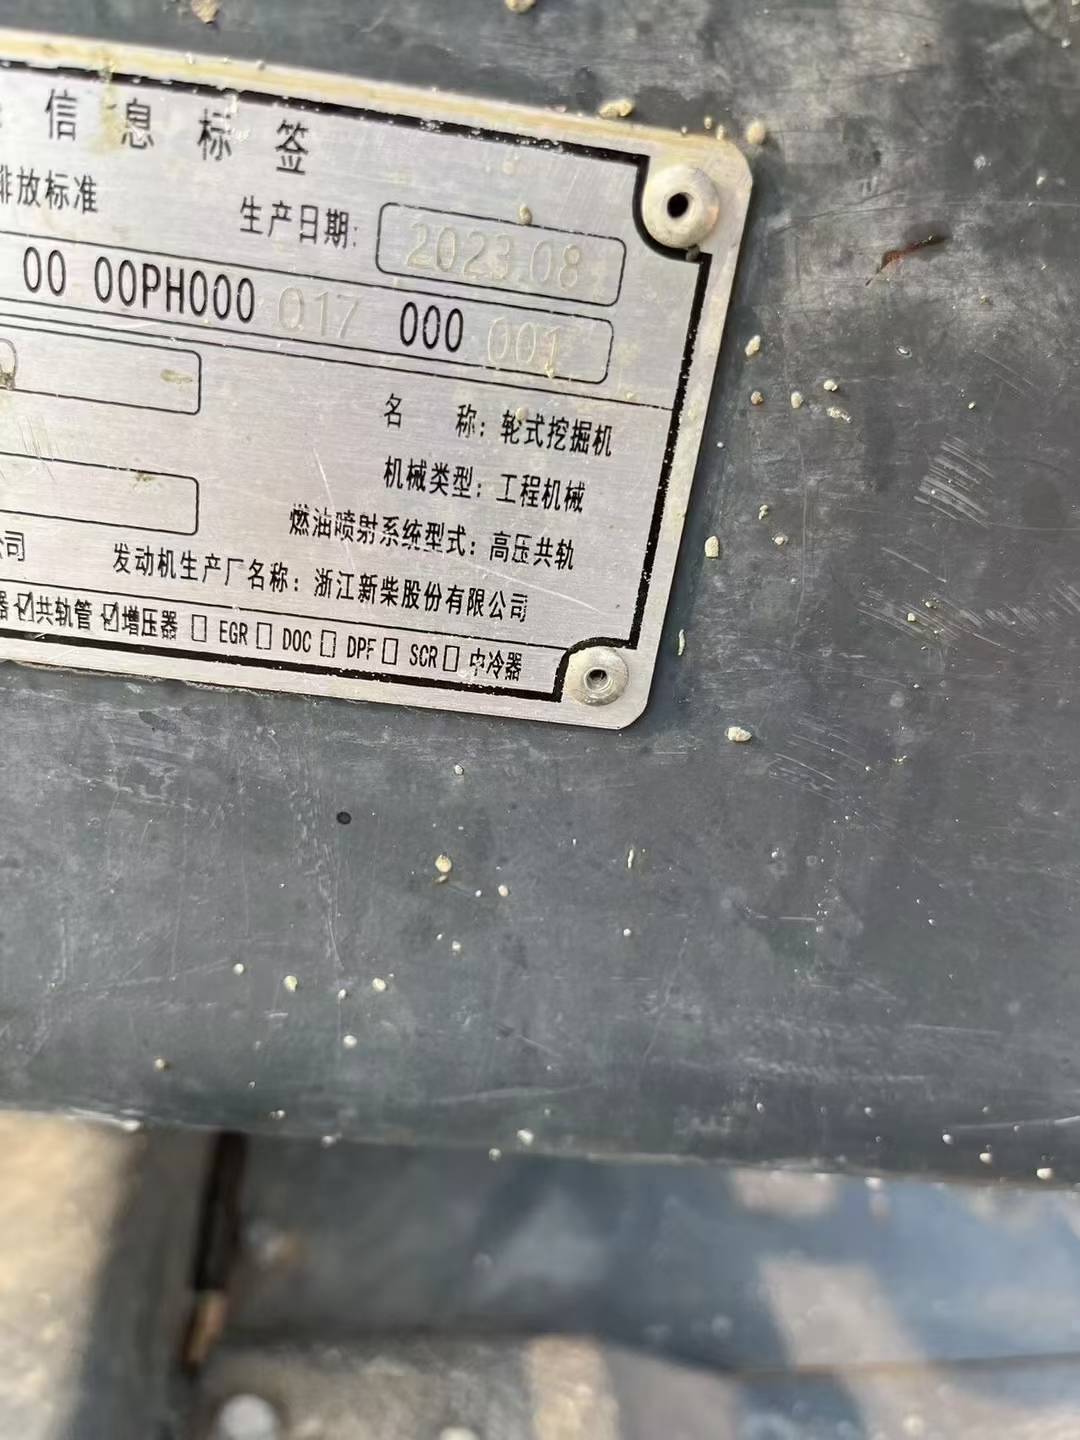 信息标签
排放标准
生产日期: 2023.08
00 00PH000 017 000 001
名 称: 轮式挖掘机
机械类型: 工程机械
燃油喷射系统型式: 高压共轨
公司 发动机生产厂名称: 浙江新柴股份有限公司
器 ☑共轨管 ☑增压器 □ EGR □ DOC □ DPF □ SCR □ 中冷器